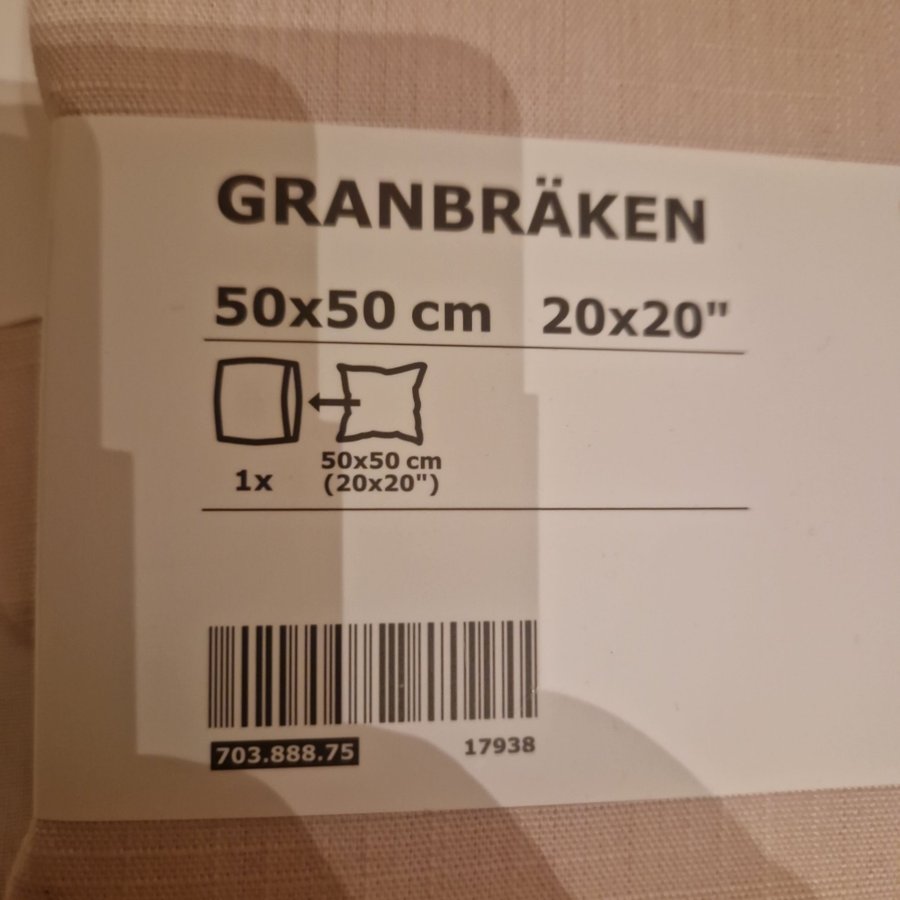 GRANBRÄKEN
50x50 cm 20x20"
1x
50x50 cm
(20x20")
703.888.75 17938